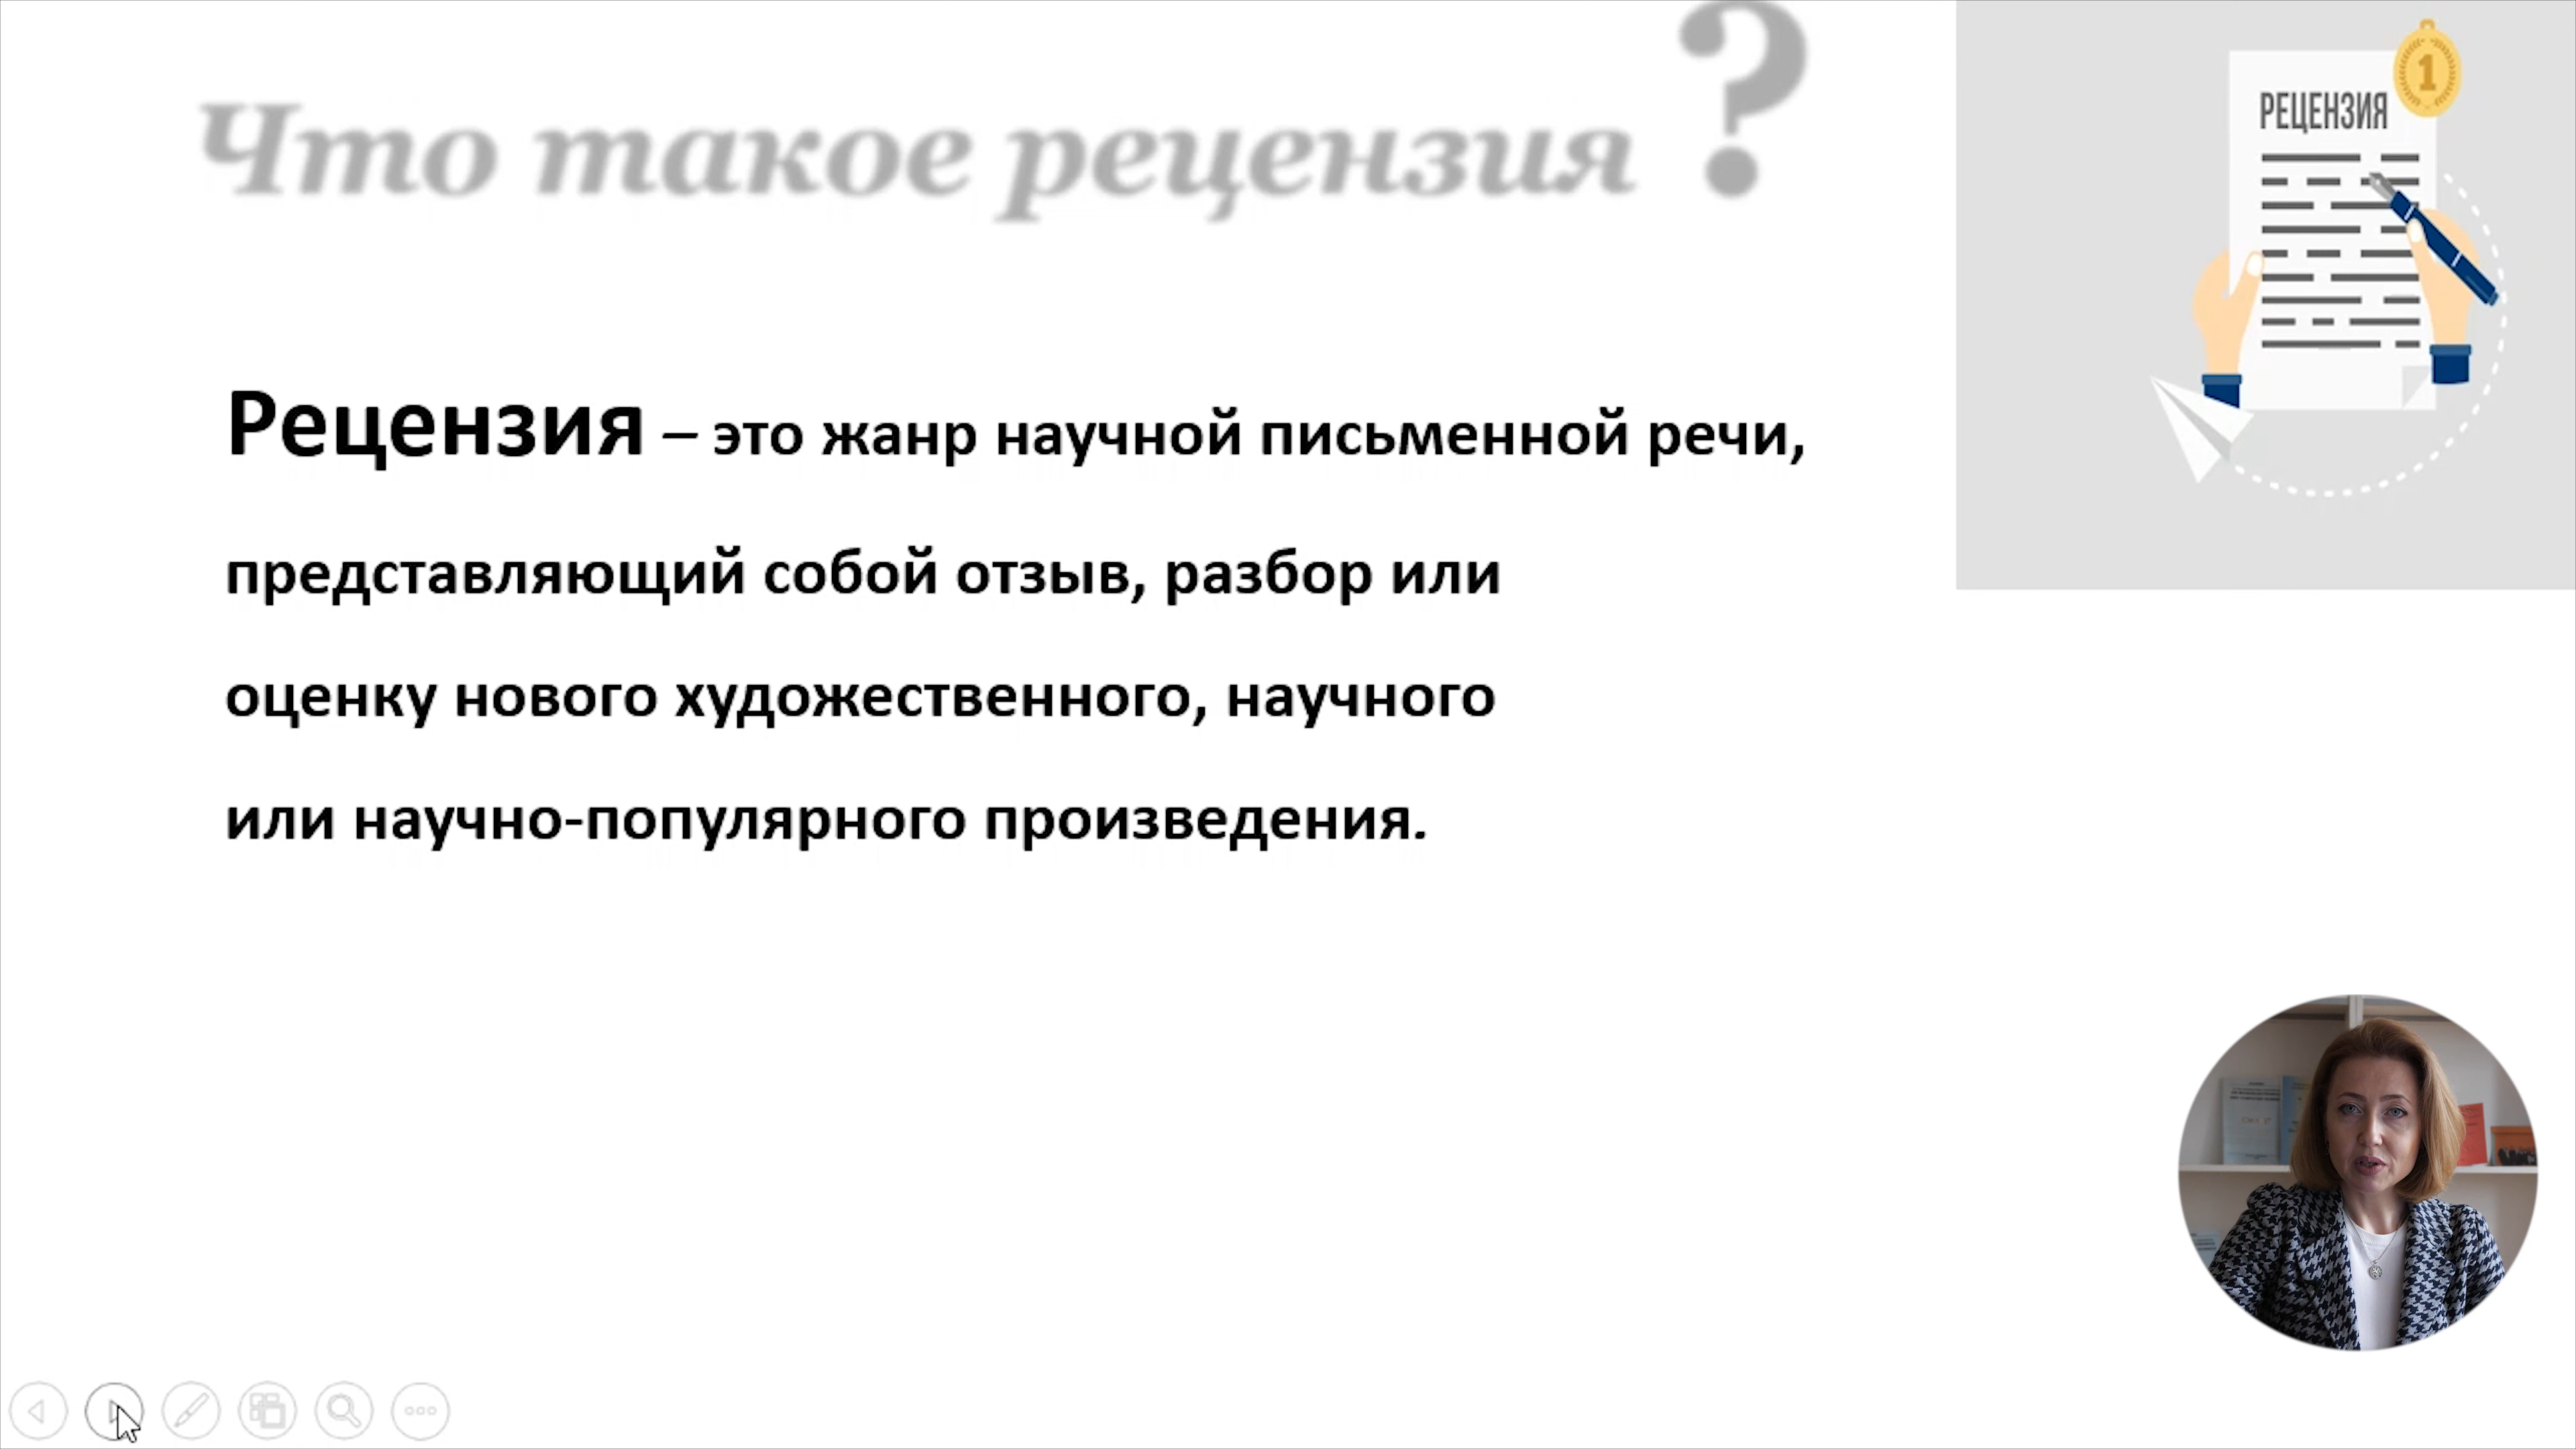 Что такое рецензия ?
РЕЦЕНЗИЯ
1
Рецензия – это жанр научной письменной речи,
представляющий собой отзыв, разбор или
оценку нового художественного, научного
или научно-популярного произведения.